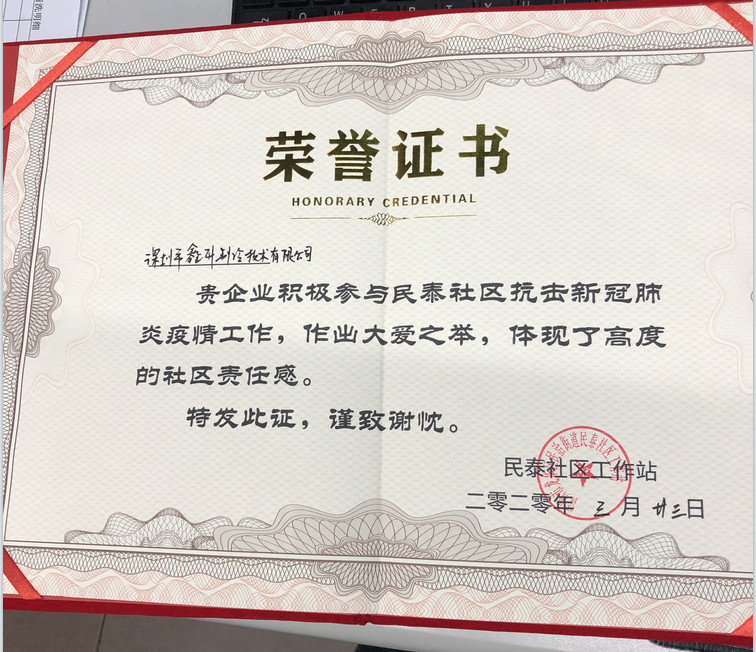 荣誉证书
HONORARY CREDENTIAL
深圳市鑫科制冷技术有限公司
贵企业积极参与民泰社区抗击新冠肺
炎疫情工作，作出大爱之举，体现了高度
的社区责任感。
特发此证，谨致谢忱。
民泰社区工作站
二零二零年 三 月 廿三日